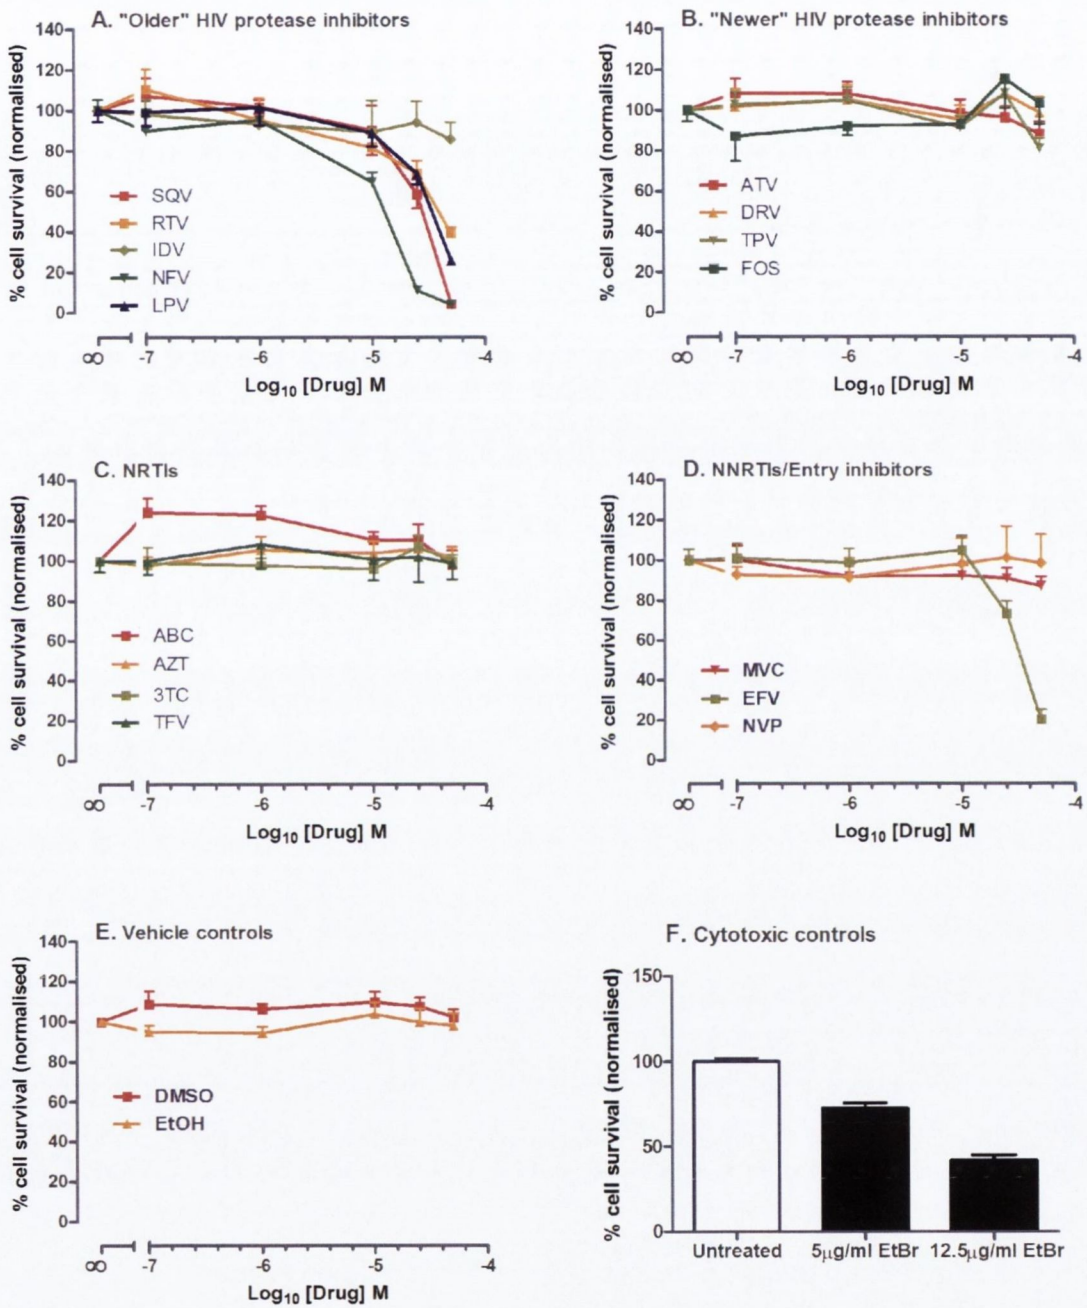 A. "Older" HIV protease inhibitors
% cell survival (normalised)
140
120
100
80
60
40
20
0
SQV
RTV
IDV
NFV
LPV
∞ -7 -6 -5 -4
Log10 [Drug] M
B. "Newer" HIV protease inhibitors
% cell survival (normalised)
140
120
100
80
60
40
20
0
ATV
DRV
TPV
FOS
∞ -7 -6 -5 -4
Log10 [Drug] M
C. NRTIs
% cell survival (normalised)
140
120
100
80
60
40
20
0
ABC
AZT
3TC
TFV
∞ -7 -6 -5 -4
Log10 [Drug] M
D. NNRTIs/Entry inhibitors
% cell survival (normalised)
140
120
100
80
60
40
20
0
MVC
EFV
NVP
∞ -7 -6 -5 -4
Log10 [Drug] M
E. Vehicle controls
% cell survival (normalised)
140
120
100
80
60
40
20
0
DMSO
EtOH
∞ -7 -6 -5 -4
Log10 [Drug] M
F. Cytotoxic controls
% cell survival (normalised)
150
100
50
0
Untreated 5µg/ml EtBr 12.5µg/ml EtBr